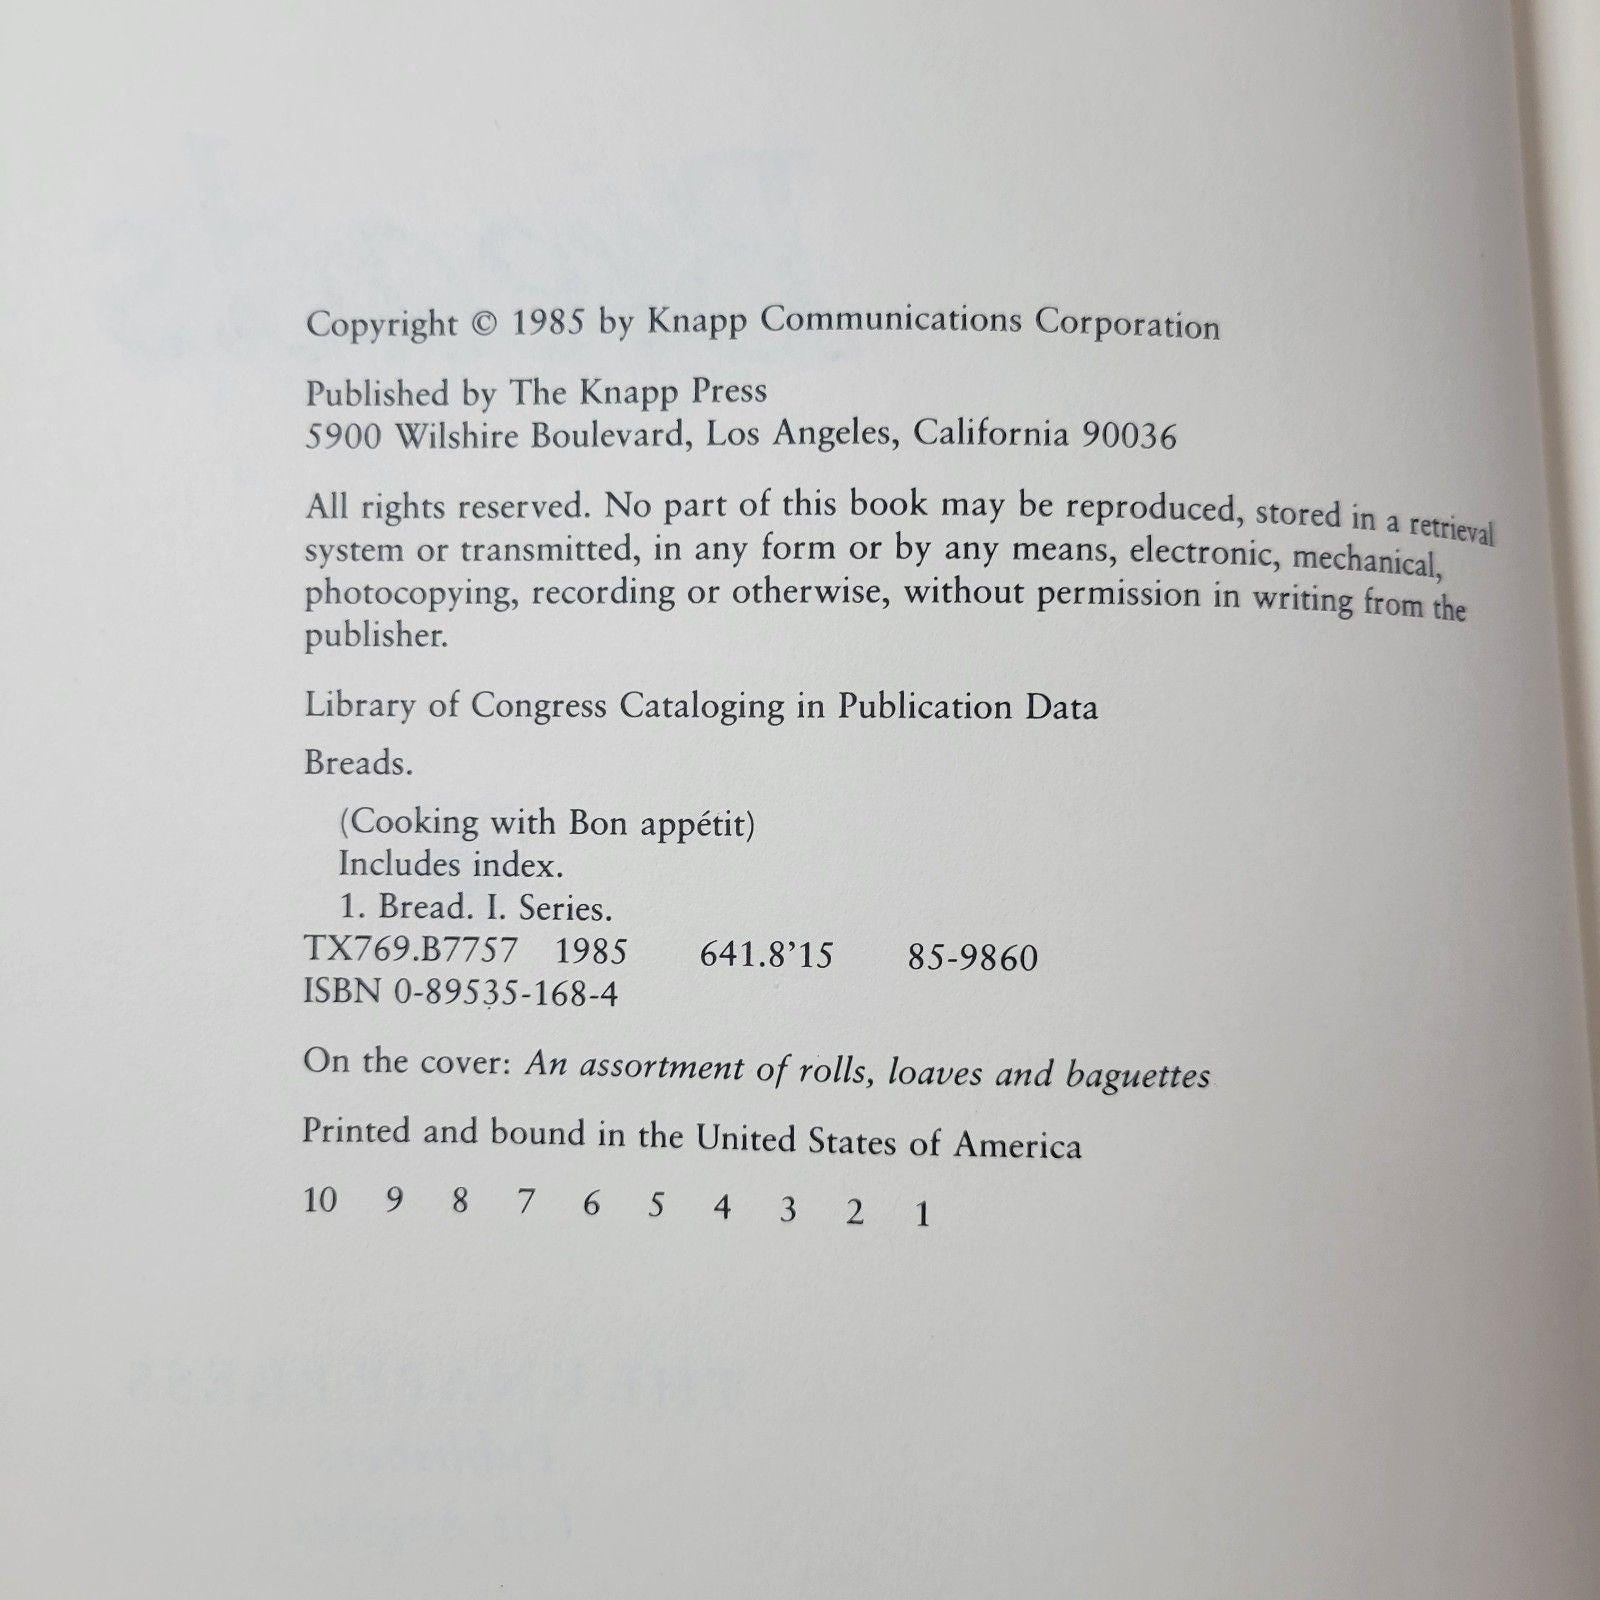 Copyright © 1985 by Knapp Communications Corporation
Published by The Knapp Press
5900 Wilshire Boulevard, Los Angeles, California 90036
All rights reserved. No part of this book may be reproduced, stored in a retrieval
system or transmitted, in any form or by any means, electronic, mechanical,
photocopying, recording or otherwise, without permission in writing from the
publisher.
Library of Congress Cataloging in Publication Data
Breads.
(Cooking with Bon appétit)
Includes index.
1. Bread. I. Series.
TX769.B7757 1985 641.8’15 85-9860
ISBN 0-89535-168-4
On the cover: An assortment of rolls, loaves and baguettes
Printed and bound in the United States of America
10 9 8 7 6 5 4 3 2 1